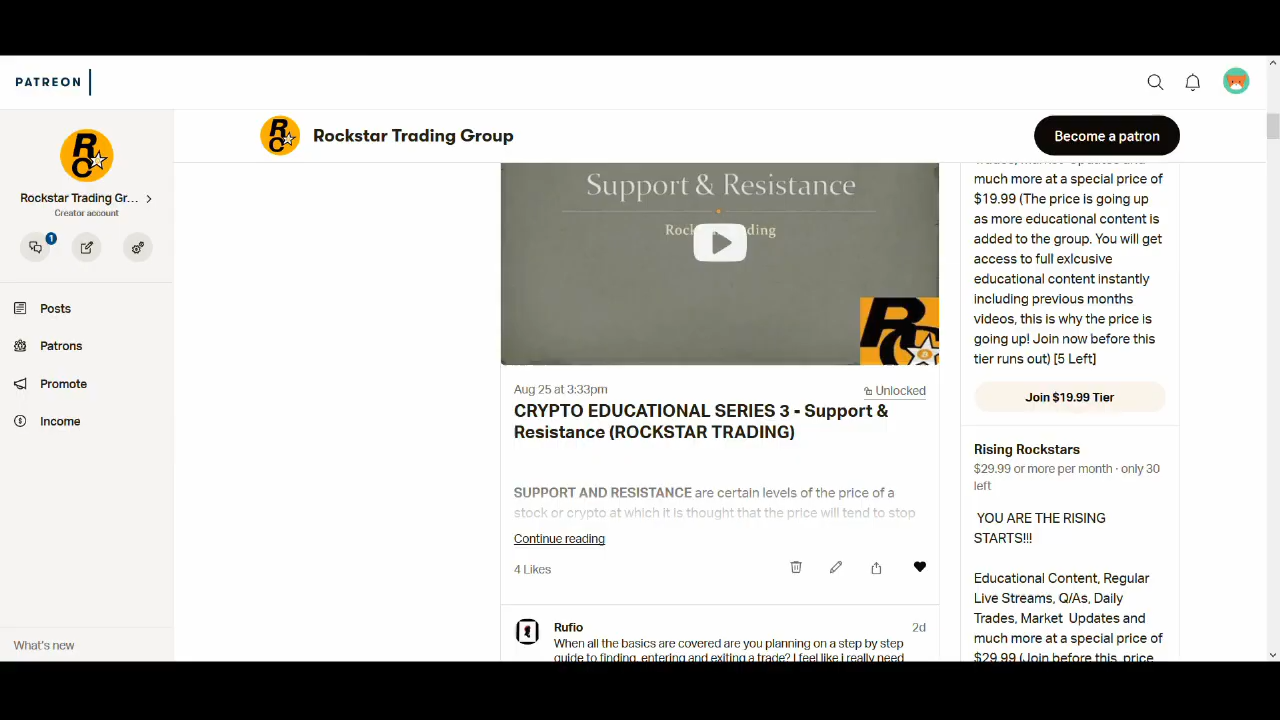 PATREON
Rockstar Trading Gr...
Creator account
1
Posts
Patrons
Promote
Income
What's new
Rockstar Trading Group
Become a patron
Support & Resistance
Aug 25 at 3:33pm
Unlocked
CRYPTO EDUCATIONAL SERIES 3 - Support &
Resistance (ROCKSTAR TRADING)
SUPPORT AND RESISTANCE are certain levels of the price of a
stock or crypto at which it is thought that the price will tend to stop
Continue reading
4 Likes
Rufio
2d
When all the basics are covered are you planning on a step by step
guide to finding, entering and exiting a trade? I feel like i really need
much more at a special price of
$19.99 (The price is going up
as more educational content is
added to the group. You will get
access to full exlcusive
educational content instantly
including previous months
videos, this is why the price is
going up! Join now before this
tier runs out) [5 Left]
Join $19.99 Tier
Rising Rockstars
$29.99 or more per month · only 30
left
YOU ARE THE RISING
STARTS!!!
Educational Content, Regular
Live Streams, Q/As, Daily
Trades, Market Updates and
much more at a special price of
$29.99 (Join before this, price